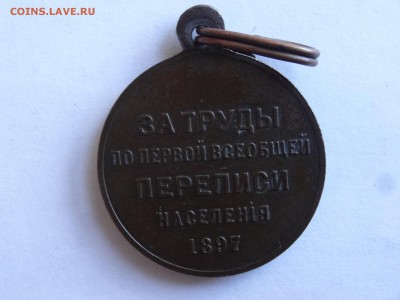 COINS.LAVE.RU
ЗА ТРУДЫ
ПО ПЕРВОЙ ВСЕОБЩЕЙ
ПЕРЕПИСИ
НАСЕЛЕНІЯ
1897